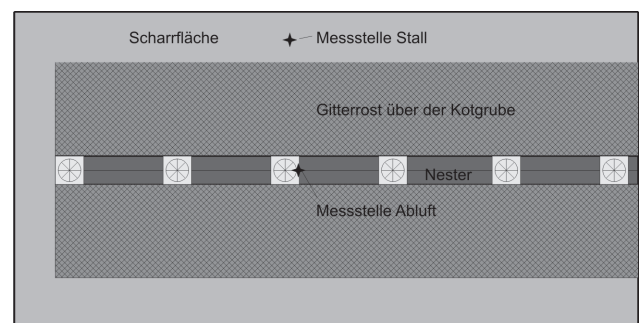 Scharrfläche
Messstelle Stall
Gitterrost über der Kotgrube
Nester
Messstelle Abluft